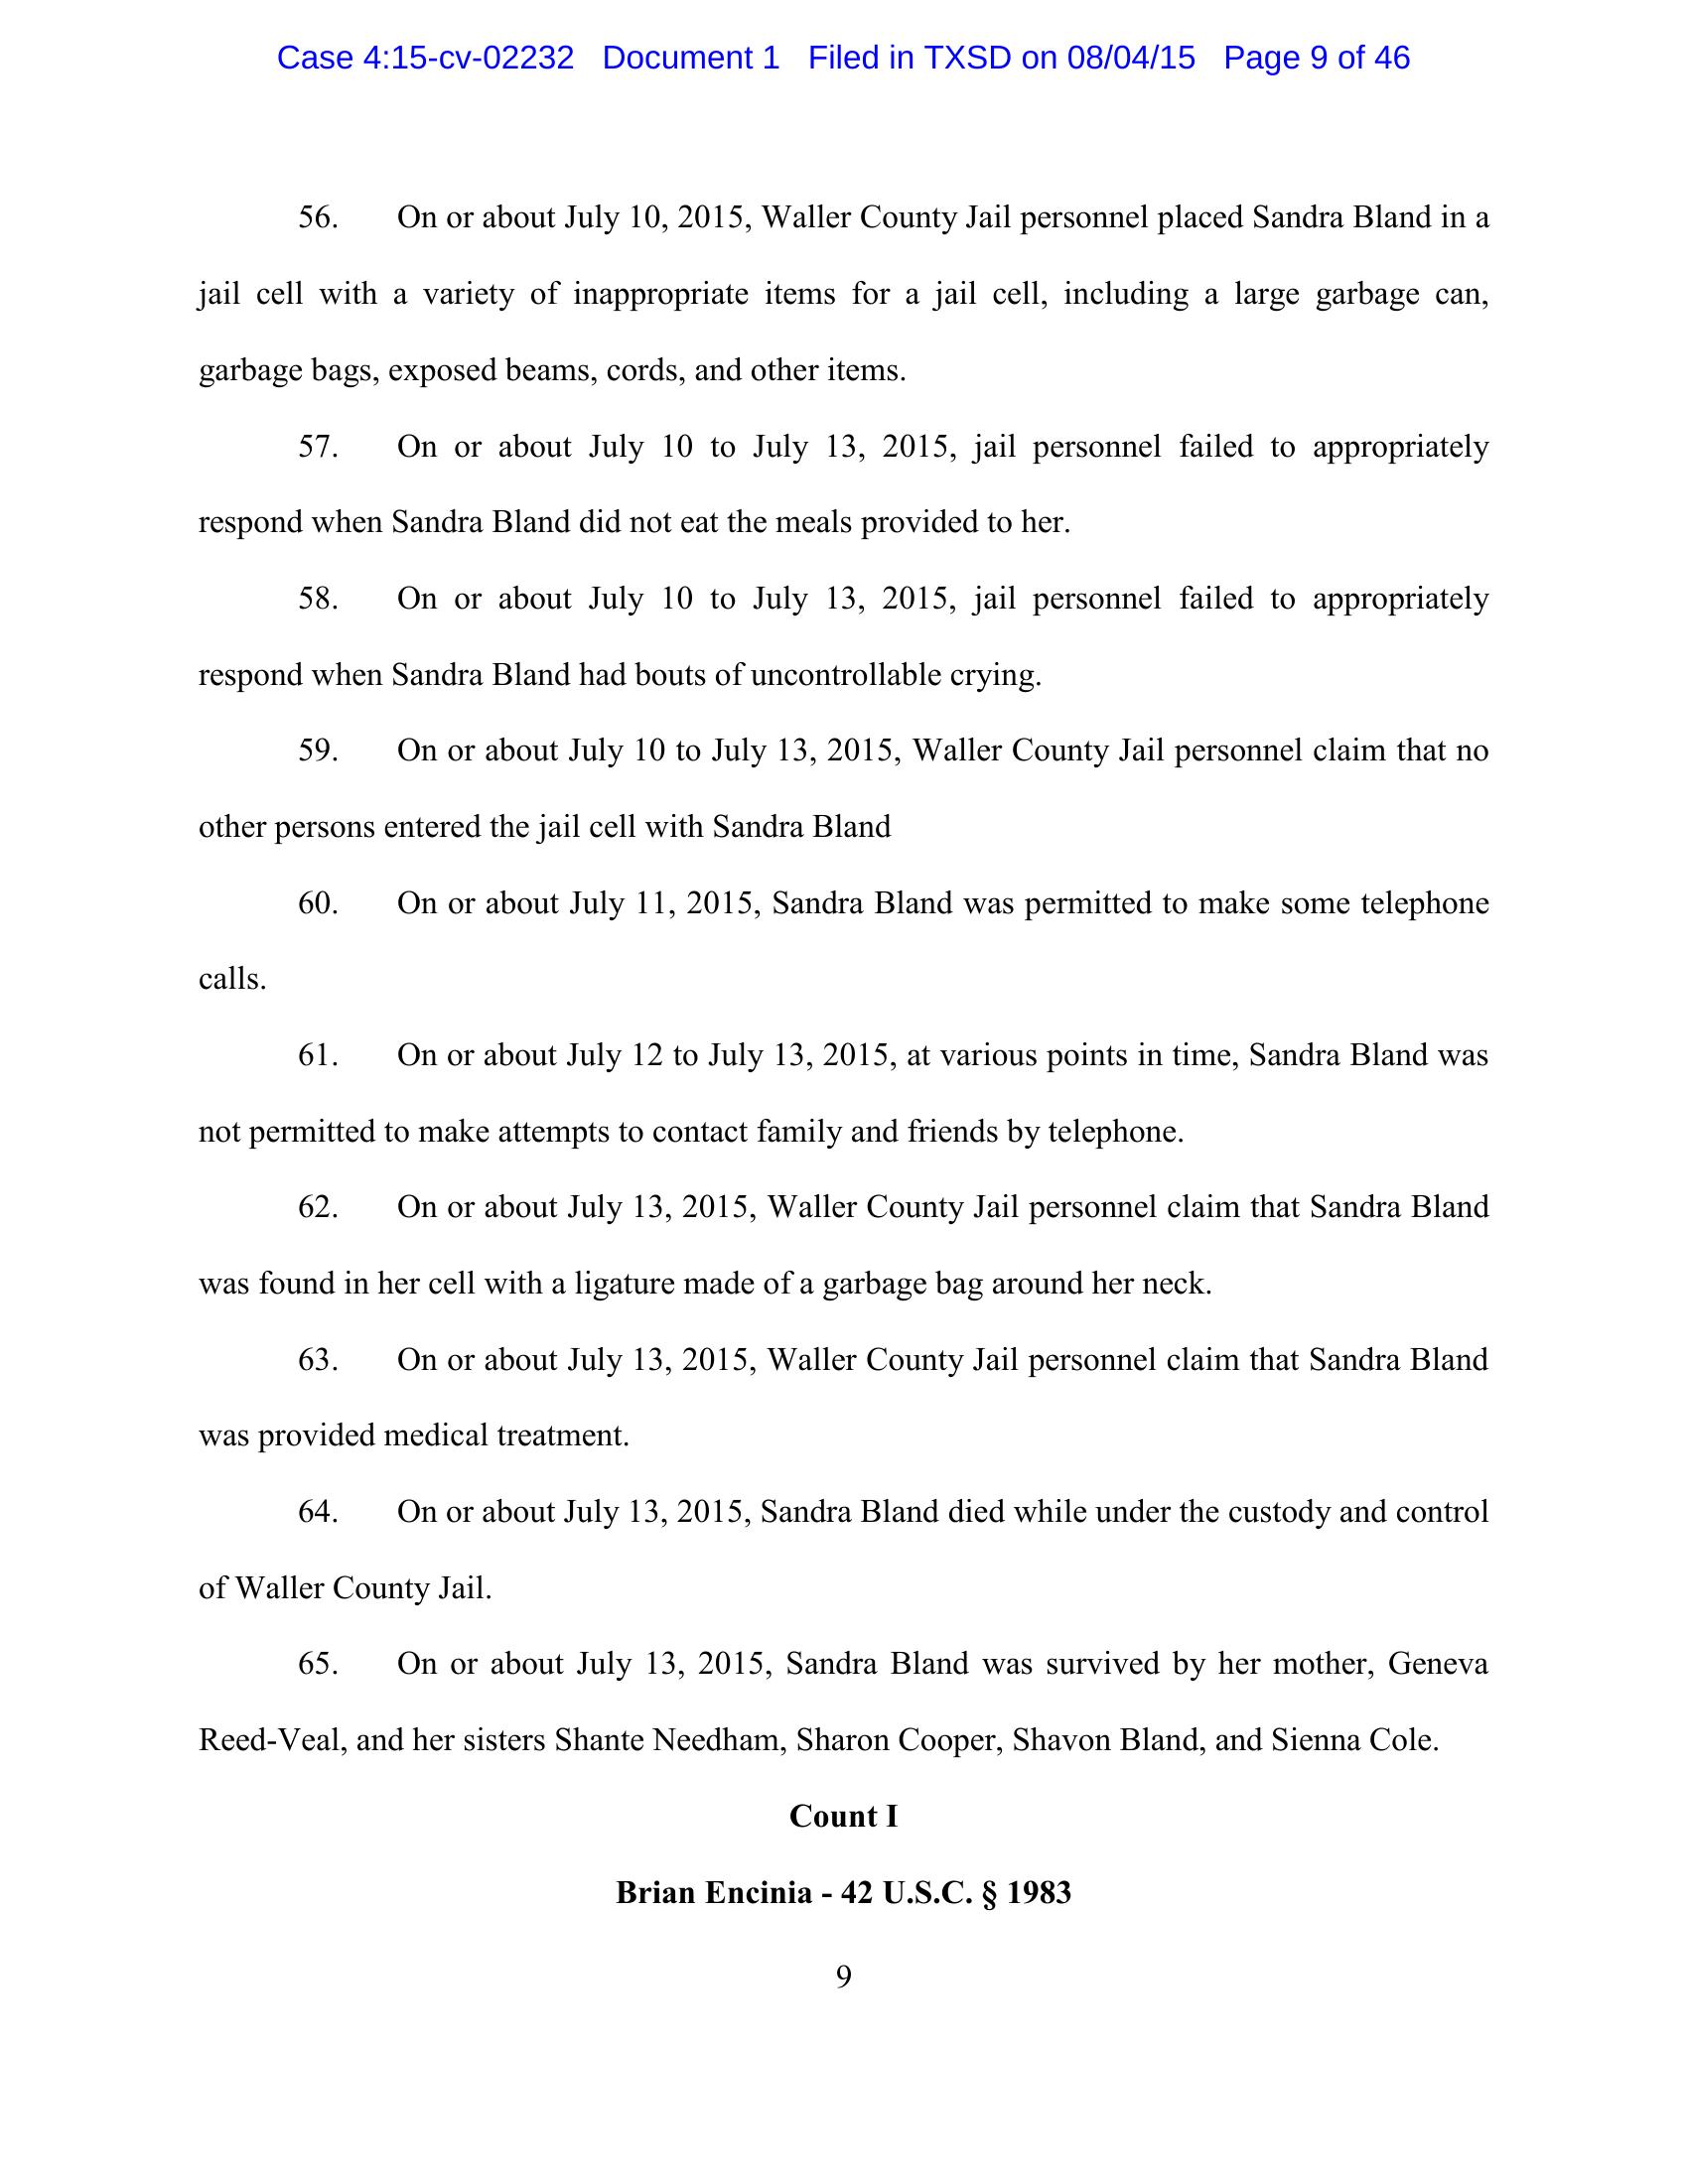 Case 4:15-cv-02232 Document 1 Filed in TXSD on 08/04/15 Page 9 of 46
56. On or about July 10, 2015, Waller County Jail personnel placed Sandra Bland in a
jail cell with a variety of inappropriate items for a jail cell, including a large garbage can,
garbage bags, exposed beams, cords, and other items.
57. On or about July 10 to July 13, 2015, jail personnel failed to appropriately
respond when Sandra Bland did not eat the meals provided to her.
58. On or about July 10 to July 13, 2015, jail personnel failed to appropriately
respond when Sandra Bland had bouts of uncontrollable crying.
59. On or about July 10 to July 13, 2015, Waller County Jail personnel claim that no
other persons entered the jail cell with Sandra Bland
60. On or about July 11, 2015, Sandra Bland was permitted to make some telephone
calls.
61. On or about July 12 to July 13, 2015, at various points in time, Sandra Bland was
not permitted to make attempts to contact family and friends by telephone.
62. On or about July 13, 2015, Waller County Jail personnel claim that Sandra Bland
was found in her cell with a ligature made of a garbage bag around her neck.
63. On or about July 13, 2015, Waller County Jail personnel claim that Sandra Bland
was provided medical treatment.
64. On or about July 13, 2015, Sandra Bland died while under the custody and control
of Waller County Jail.
65. On or about July 13, 2015, Sandra Bland was survived by her mother, Geneva
Reed-Veal, and her sisters Shante Needham, Sharon Cooper, Shavon Bland, and Sienna Cole.
Count I
Brian Encinia - 42 U.S.C. § 1983
9